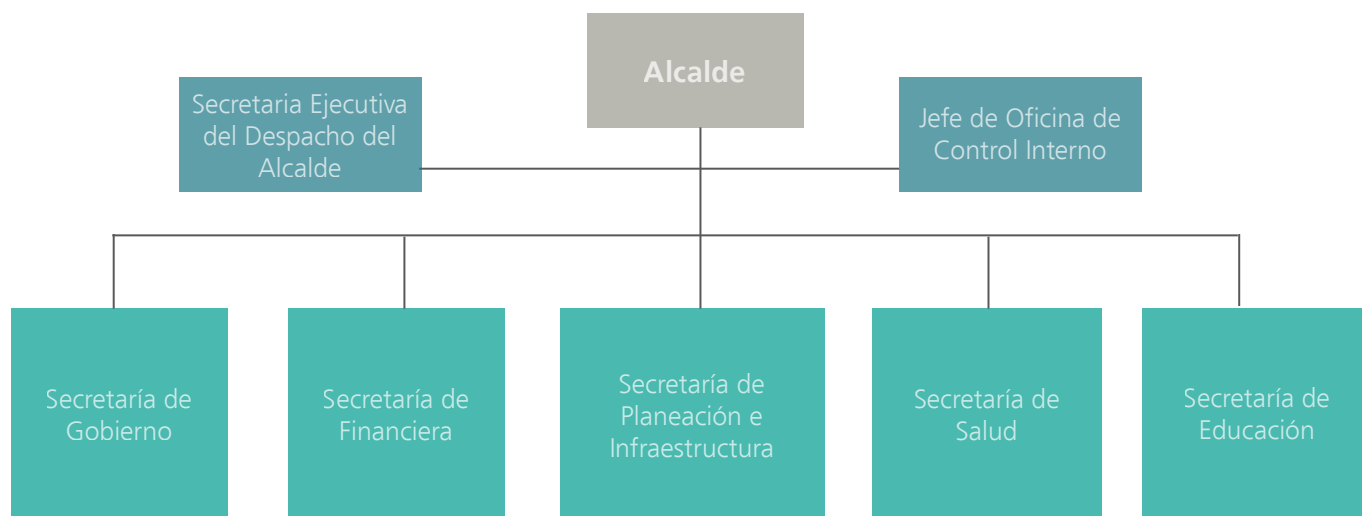 Alcalde
Secretaria Ejecutiva
del Despacho del
Alcalde
Jefe de Oficina de
Control Interno
Secretaría de
Gobierno
Secretaría de
Financiera
Secretaría de
Planeación e
Infraestructura
Secretaría de
Salud
Secretaría de
Educación